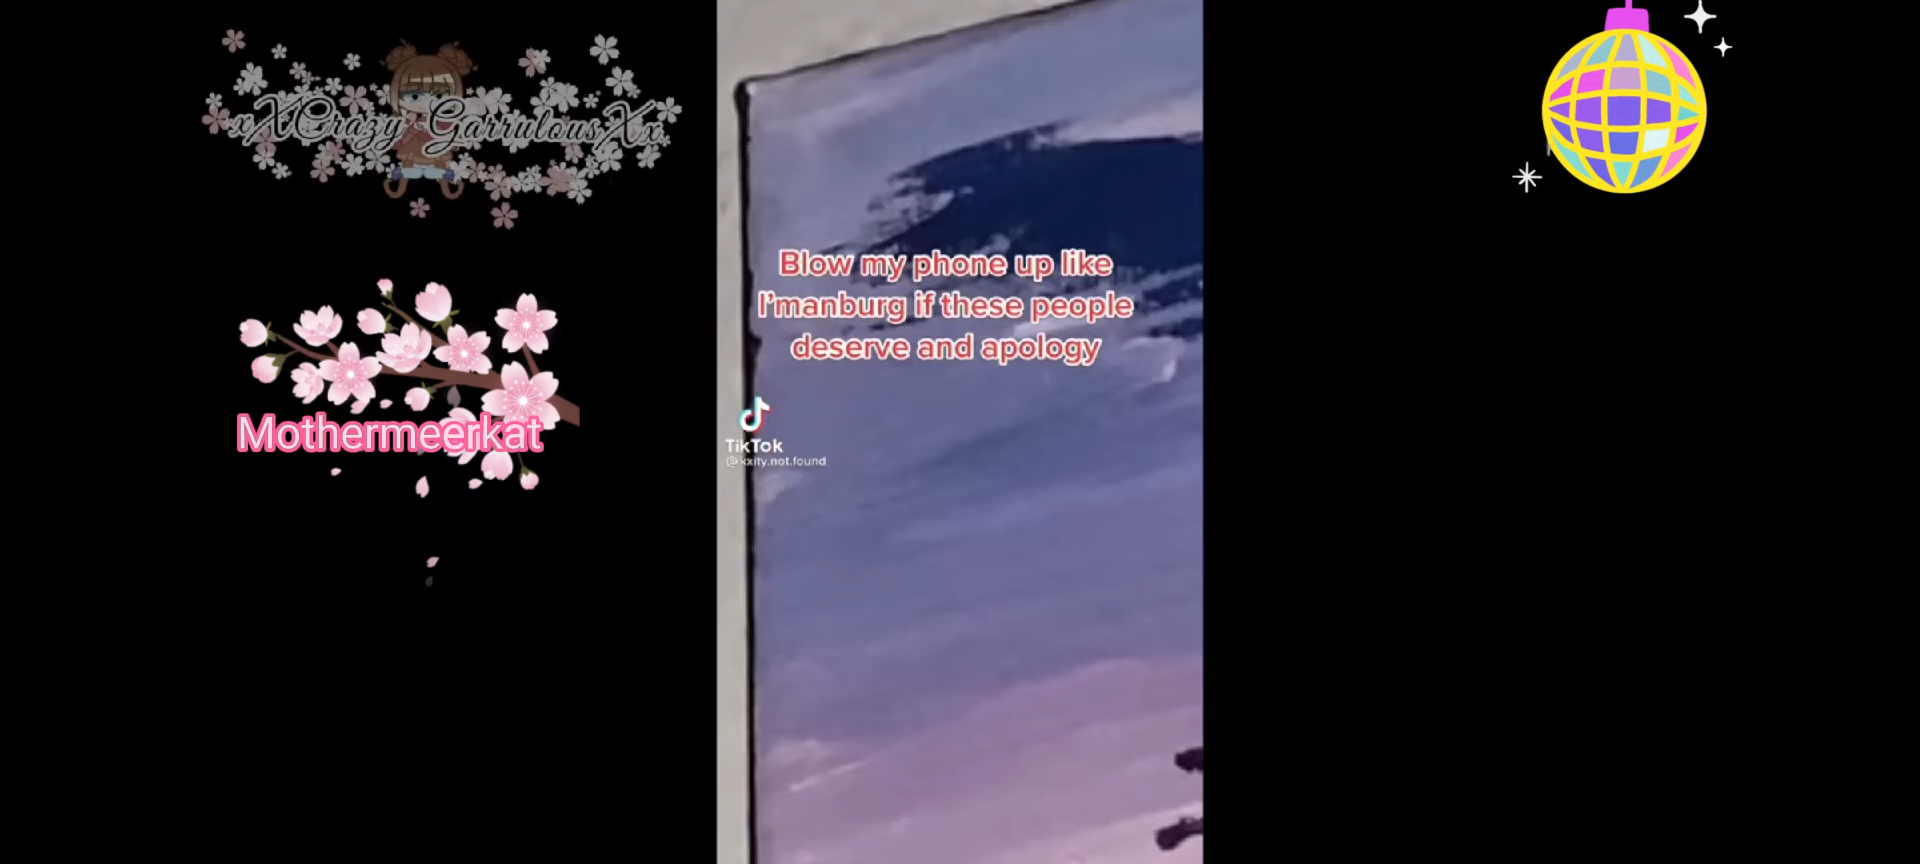 xXCrazy GarrulousXx
Mothermeerkat
Blow my phone up like
l'manburg if these people
deserve and apology
TikTok
@xxity.not.found